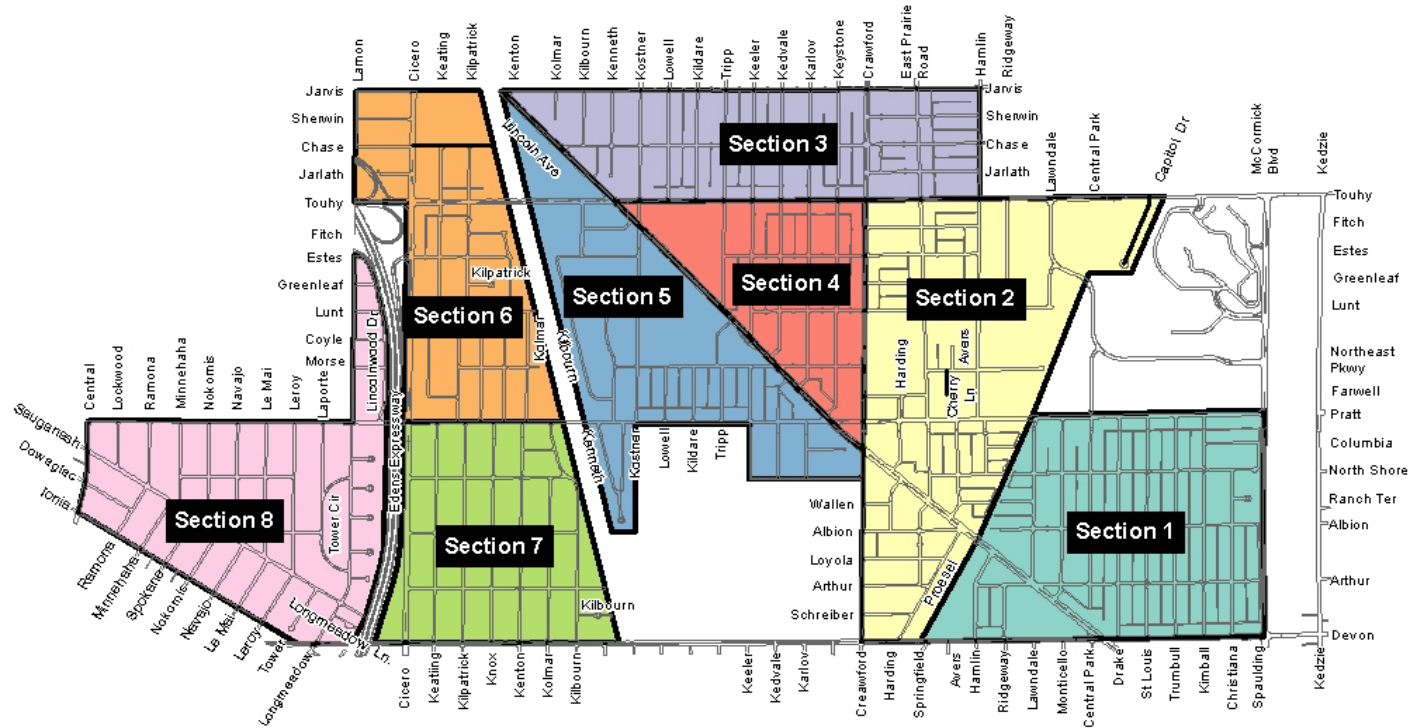 Lamon
Cicero
Keating
Kilpatrick
Kenton
Kolmar
Kilbourn
Kenneth
Kostner
Lowell
Kildare
Tripp
Keeler
Kedvale
Karlov
Keystone
Crawford
East Prairie
Road
Hamlin
Ridgeway
Jarvis
Sherwin
Chase
Jarlath
Touhy
Fitch
Estes
Greenleaf
Lunt
Coyle
Morse
Jarvis
Sherwin
Chase
Jarlath
Lawndale
Central Park
Capitol Dr
McCormick
Blvd
Kedzie
Touhy
Fitch
Estes
Greenleaf
Lunt
Northeast
Pkwy
Farwell
Pratt
Columbia
North Shore
Ranch Ter
Albion
Arthur
Devon
Lincoln Ave
Section 3
Section 4
Section 5
Section 2
Section 6
Kilpatrick
Kolmar
Kilbourn
Harding
Avers
Cherry
Ln
Lincolnwood Dr
Edens Expressway
Central
Lockwood
Ramona
Minnehaha
Nokomis
Navajo
Le Mai
Leroy
Laporte
Sauganash
Dowagiac
Ionia
Section 8
Tower Cir
Section 7
Kenneth
Kostner
Lowell
Kildare
Tripp
Wallen
Albion
Loyola
Arthur
Schreiber
Proesel
Section 1
Kilbourn
Ramona
Minnehaha
Spokane
Nokomis
Navajo
Le Mai
Leroy
Tower
Longmeadow
Longmeadow
Ln.
Cicero
Keatiing
Kilpatrick
Knox
Kenton
Kolmar
Kilbourn
Keeler
Kedvale
Karlov
Creawford
Harding
Springfield
Avers
Hamlin
Ridgeway
Lawndale
Monticello
Central Park
Drake
St Louis
Trumbull
Kimball
Christiana
Spaulding
Kedzie